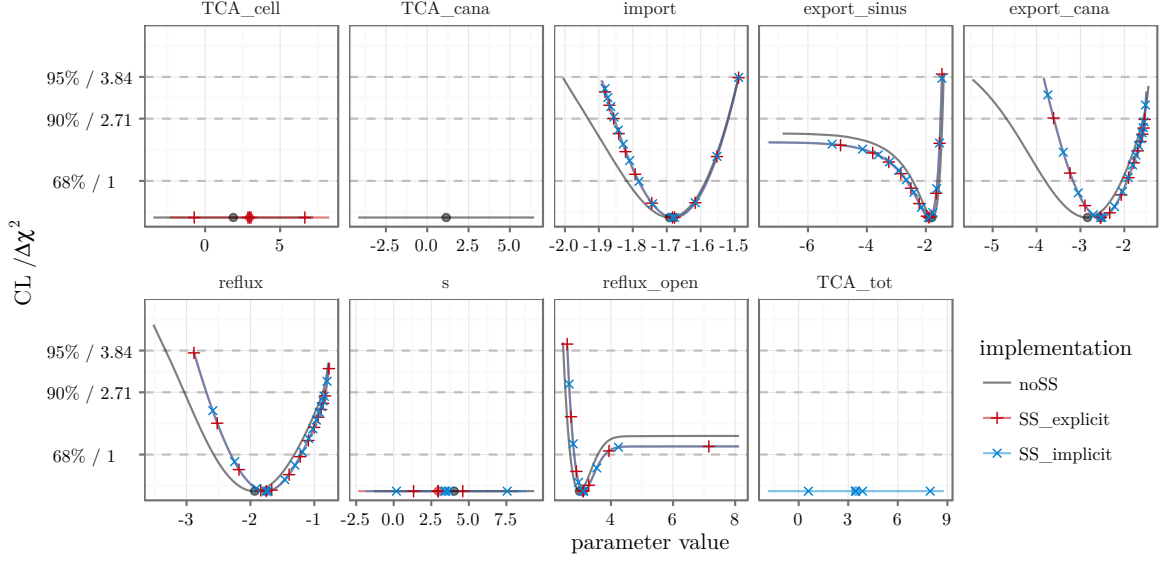 TCA_cell TCA_cana import export_sinus export_cana
95% / 3.84
90% / 2.71
68% / 1
0 5 -2.5 0.0 2.5 5.0 -2.0 -1.9 -1.8 -1.7 -1.6 -1.5 -6 -4 -2 -5 -4 -3 -2
CL /Δχ²
reflux s reflux_open TCA_tot
95% / 3.84
90% / 2.71
68% / 1
-3 -2 -1 -2.5 0.0 2.5 5.0 7.5 4 6 8 0 3 6 9
parameter value
implementation
noSS
SS_explicit
SS_implicit